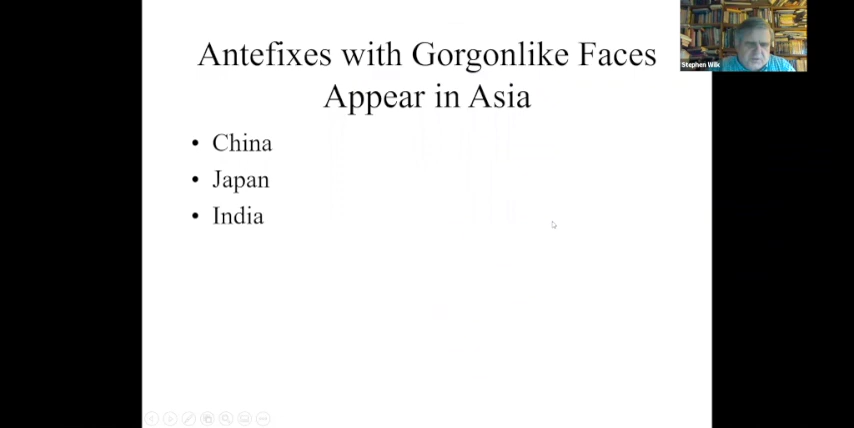 Antefixes with Gorgonlike Faces
Appear in Asia
• China
• Japan
• India
Stephen Wilk